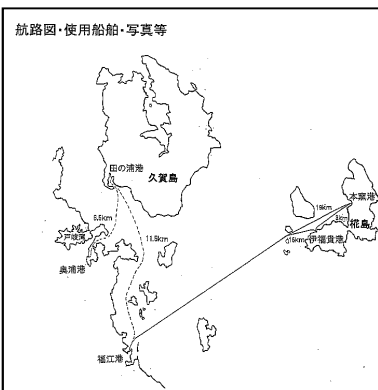 航路図・使用船舶・写真等
田の浦港
久賀島
本窯港
19km
8km
椛島
戸岐湾
5.5km
11.5km
16km
伊福貴港
奥浦港
福江港